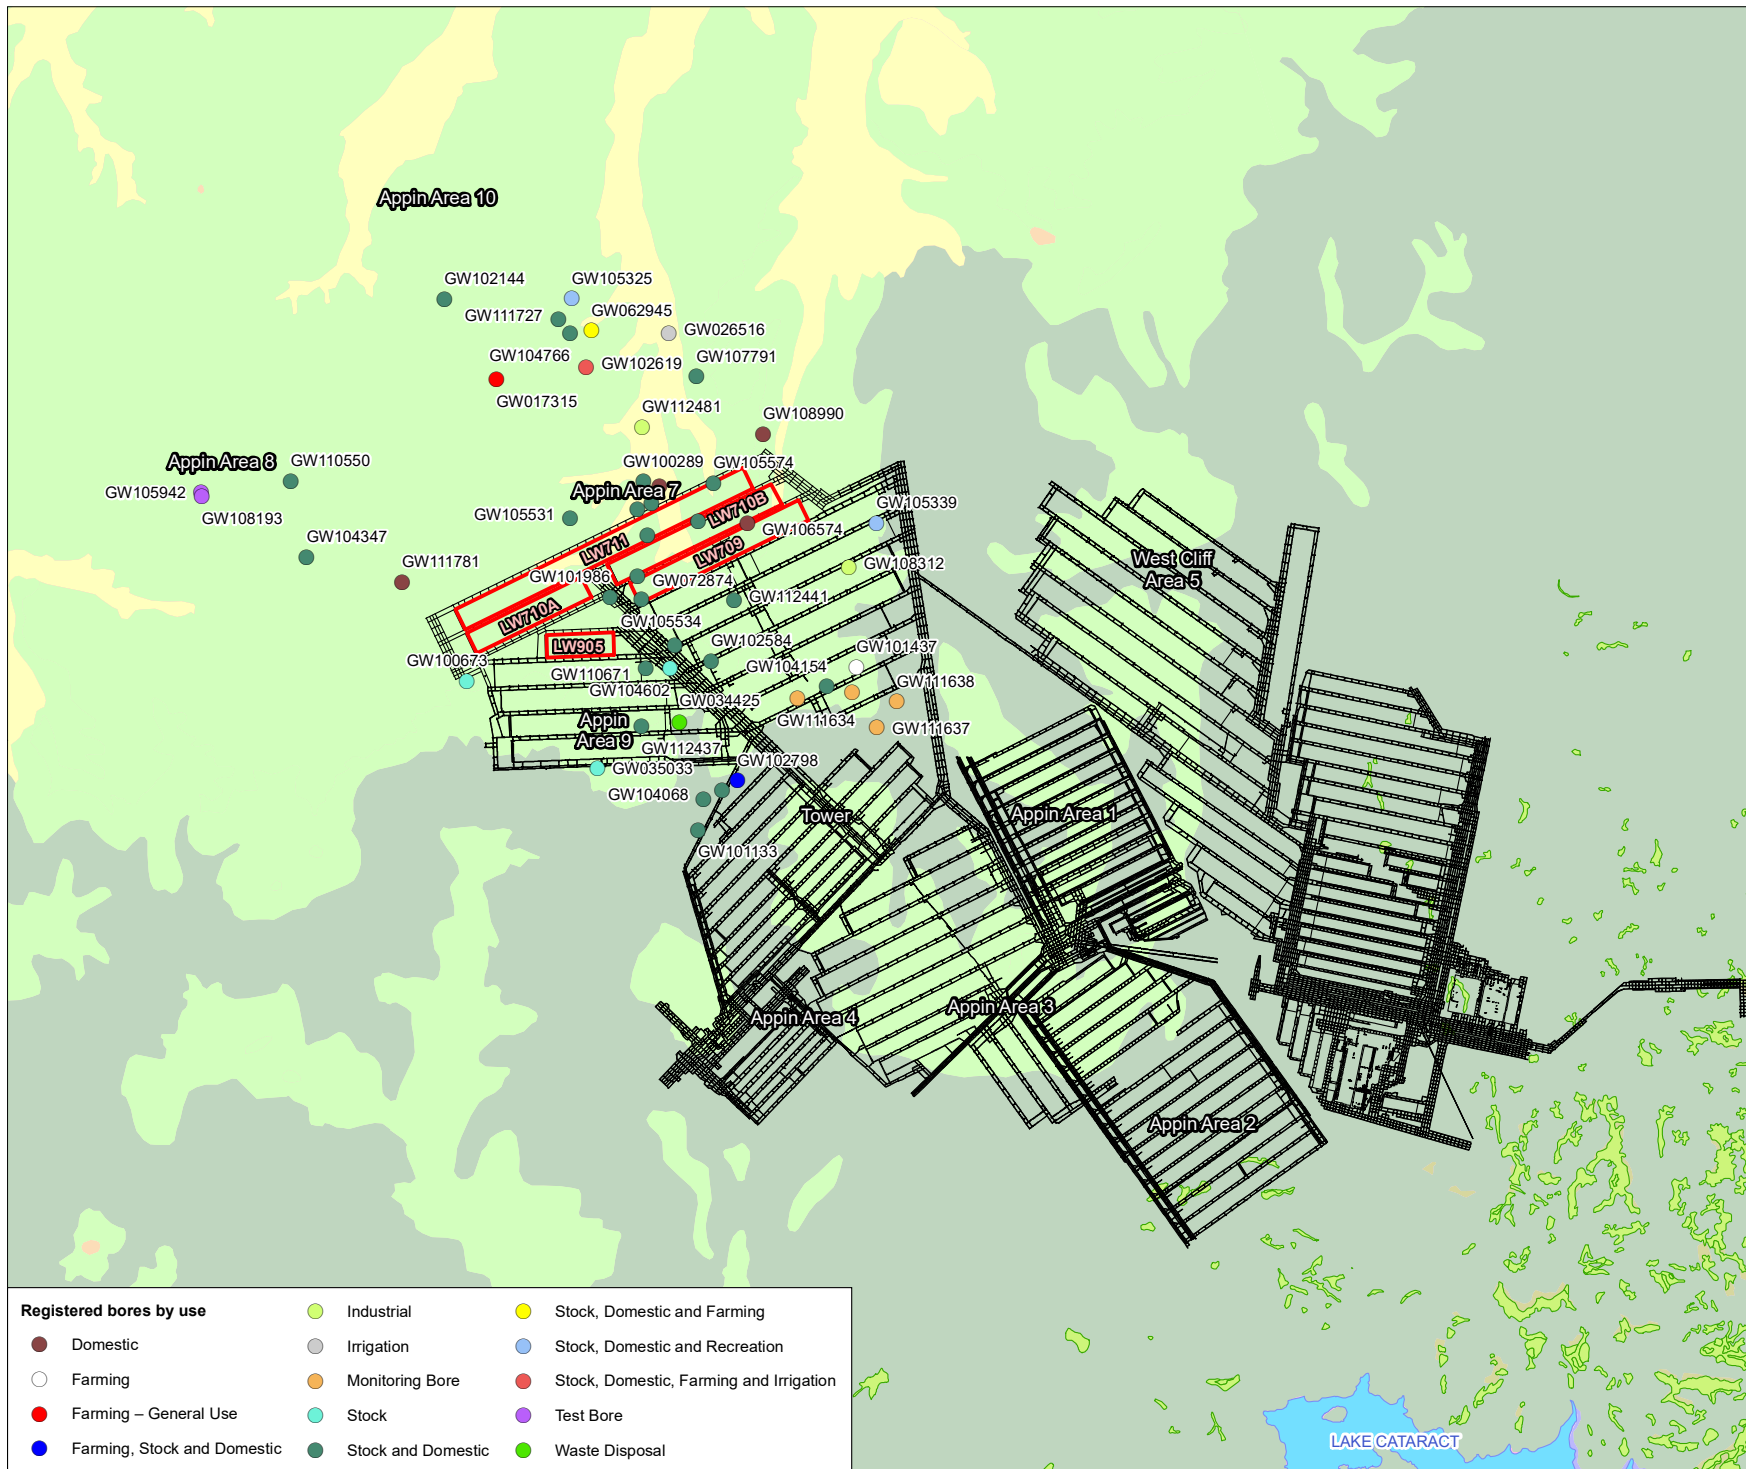 Appin Area 10
GW102144
GW105325
GW111727
GW062945
GW026516
GW104766
GW102619
GW107791
GW017315
GW112481
GW108990
Appin Area 8
GW110550
GW100289
GW105574
GW105942
Appin Area 7
GW108193
GW105531
LW710B
GW105339
GW106574
GW104347
LW711
LW709
GW111781
GW101986
GW072874
GW108312
West Cliff
Area 5
LW710A
GW112441
GW105534
LW905
GW102584
GW101437
GW100673
GW110671
GW104154
GW104602
GW111638
GW034425
GW111634
Appin
Area 9
GW111637
GW112437
GW102798
GW035033
GW104068
Tower
Appin Area 1
GW101133
Appin Area 3
Appin Area 4
Appin Area 2
LAKE CATARACT
Registered bores by use
Domestic
Farming
Farming – General Use
Farming, Stock and Domestic
Industrial
Irrigation
Monitoring Bore
Stock
Stock and Domestic
Stock, Domestic and Farming
Stock, Domestic and Recreation
Stock, Domestic, Farming and Irrigation
Test Bore
Waste Disposal